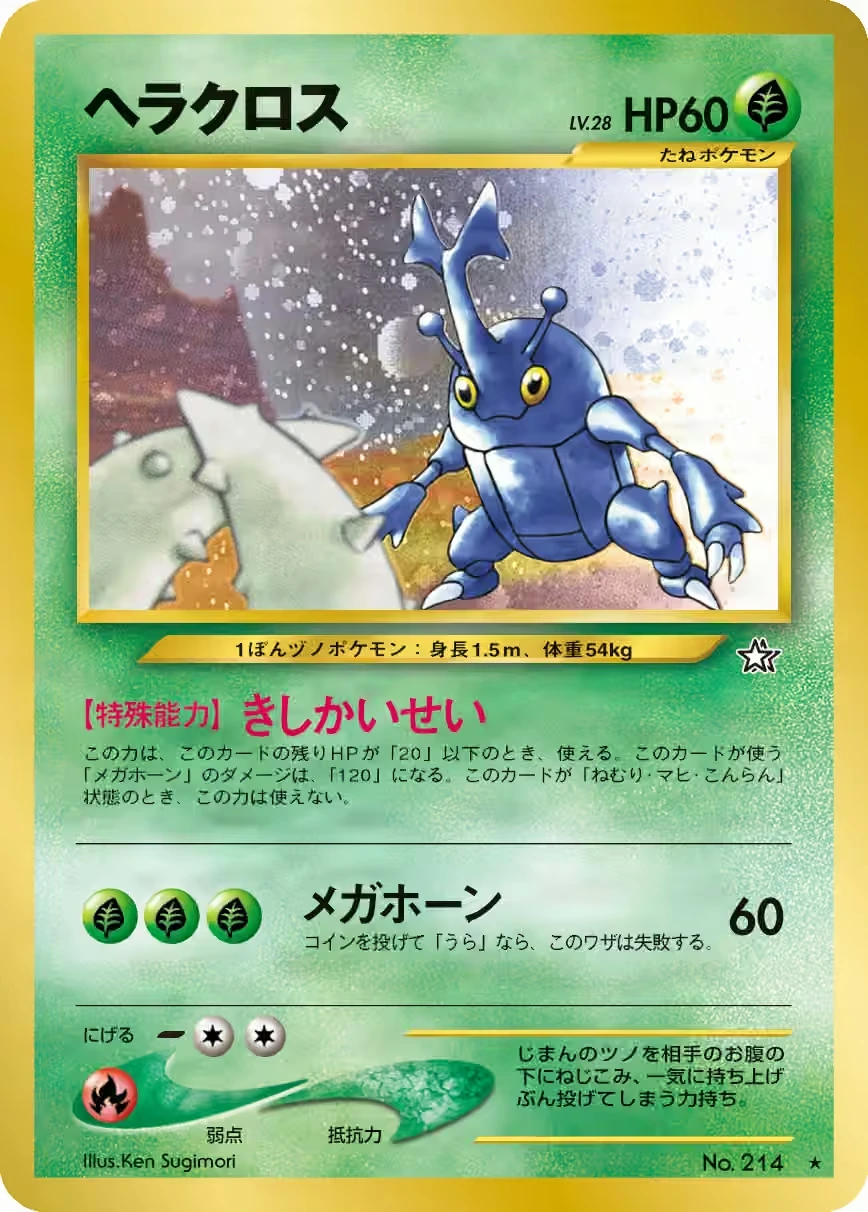 ヘラクロス
LV.28 HP60
たねポケモン
1ぽんヅノポケモン：身長1.5m、体重54kg
【特殊能力】きしかいせい
この力は、このカードの残りHPが「20」以下のとき、使える。このカードが使う
「メガホーン」のダメージは、「120」になる。このカードが「ねむり・マヒ・こんらん」
状態のとき、この力は使えない。
メガホーン
60
コインを投げて「うら」なら、このワザは失敗する。
にげる
弱点
抵抗力
じまんのツノを相手のお腹の
下にねじこみ、一気に持ち上げ
ぶん投げてしまう力持ち。
Illus.Ken Sugimori
No. 214 ★